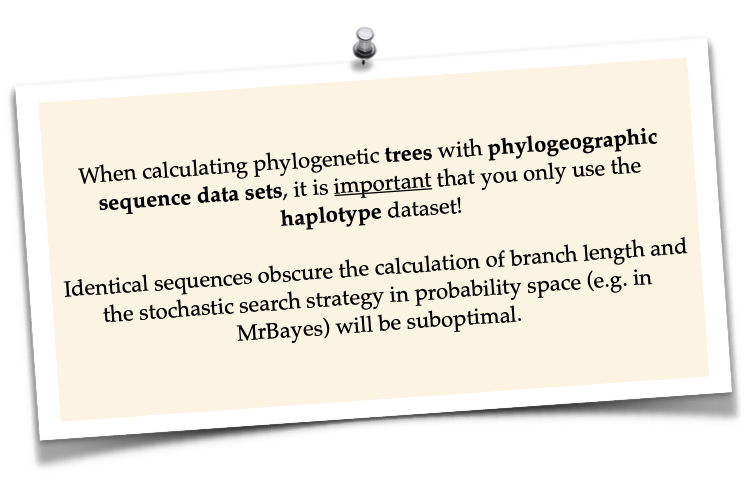 When calculating phylogenetic trees with phylogeographic
sequence data sets, it is important that you only use the
haplotype dataset!
Identical sequences obscure the calculation of branch length and
the stochastic search strategy in probability space (e.g. in
MrBayes) will be suboptimal.